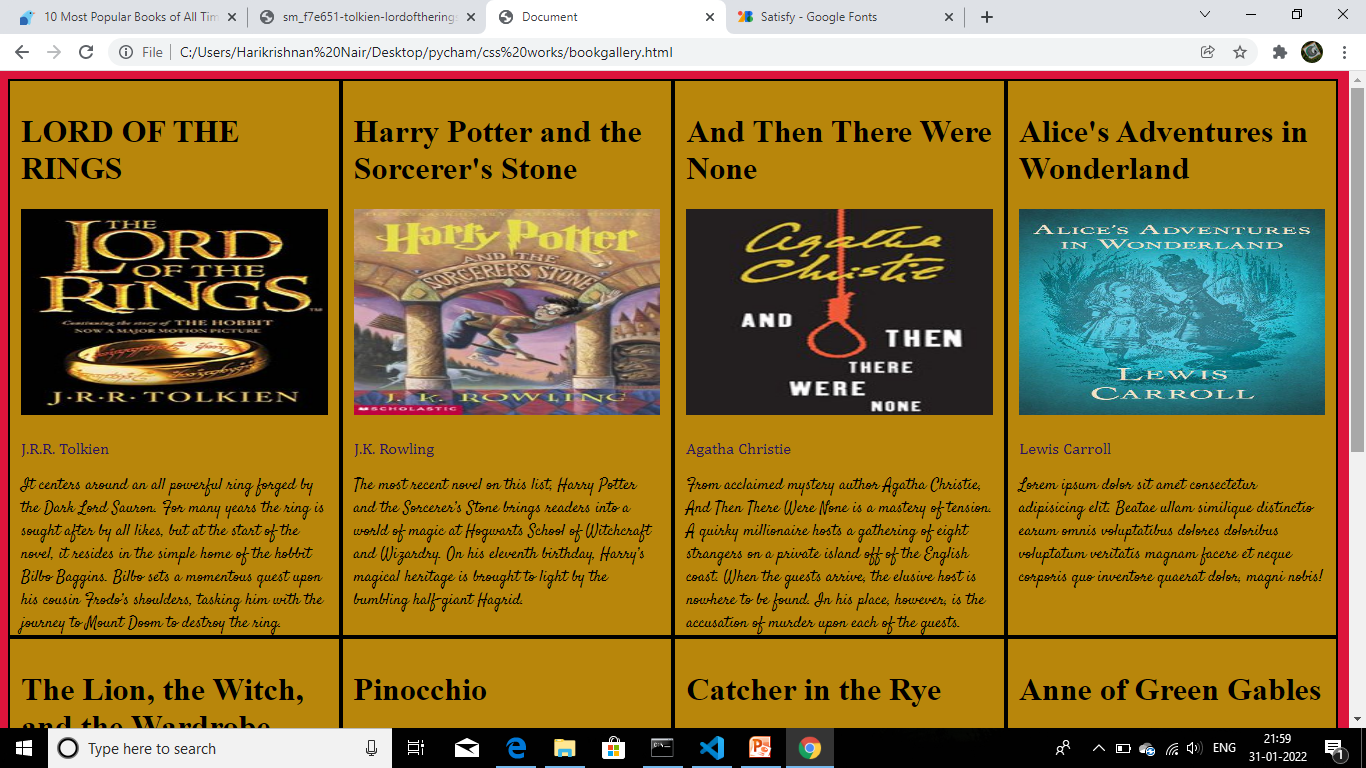 10 Most Popular Books of All Tim
sm_f7e651-tolkien-lordoftherings
Document
Satisfy - Google Fonts
File
C:/Users/Harikrishnan%20Nair/Desktop/pycham/css%20works/bookgallery.html
LORD OF THE
RINGS
THE
LORD
OF THE
RINGS
Continuing the story of THE HOBBIT
NOW A MAJOR MOTION PICTURE
J.R.R. TOLKIEN
J.R.R. Tolkien
It centers around an all powerful ring forged by
the Dark Lord Sauron. For many years the ring is
sought after by all likes, but at the start of the
novel, it resides in the simple home of the hobbit
Bilbo Baggins. Bilbo sets a momentous quest upon
his cousin Frodo's shoulders, tasking him with the
journey to Mount Doom to destroy the ring.
Harry Potter and the
Sorcerer's Stone
Harry Potter
AND THE
SORCERER'S STONE
J. K. ROWLING
SCHOLASTIC
J.K. Rowling
The most recent novel on this list, Harry Potter
and the Sorcerer's Stone brings readers into a
world of magic at Hogwarts School of Witchcraft
and Wizardry. On his eleventh birthday, Harry's
magical heritage is brought to light by the
bumbling half-giant Hagrid.
And Then There Were
None
Agatha
Christie
AND
THEN
THERE
WERE
NONE
Agatha Christie
From acclaimed mystery author Agatha Christie,
And Then There Were None is a mastery of tension.
A quirky millionaire hosts a gathering of eight
strangers on a private island off of the English
coast. When the guests arrive, the elusive host is
nowhere to be found. In his place, however, is the
accusation of murder upon each of the guests.
Alice's Adventures in
Wonderland
ALICE'S ADVENTURES
IN WONDERLAND
LEWIS
CARROLL
Lewis Carroll
Lorem ipsum dolor sit amet consectetur
adipisicing elit. Beatae ullam similique distinctio
earum omnis voluptatibus dolores doloribus
voluptatum veritatis magnam facere et neque
corporis quo inventore quaerat dolor, magni nobis!
The Lion, the Witch,
and the Wardrobe
Pinocchio
Catcher in the Rye
Anne of Green Gables
Type here to search
ENG
21:59
31-01-2022
1